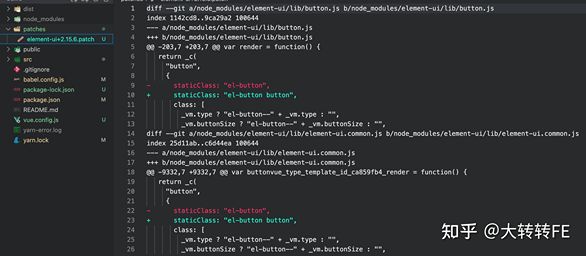 dist
node_modules
patches
element-ui+2.15.6.patch U
public
src
.gitignore
babel.config.js
package-lock.json U
package.json
README.md
vue.config.js U
yarn-error.log
yarn.lock
1 diff --git a/node_modules/element-ui/lib/button.js b/node_modules/element-ui/lib/button.js
2 index 1142cd8..9ca29a2 100644
3 --- a/node_modules/element-ui/lib/button.js
4 +++ b/node_modules/element-ui/lib/button.js
5 @@ -203,7 +203,7 @@ var render = function() {
6 return _c(
7 "button",
8 {
9 - staticClass: "el-button",
10 + staticClass: "el-button button",
11 class: [
12 _vm.type ? "el-button--" + _vm.type : "",
13 _vm.buttonSize ? "el-button--" + _vm.buttonSize : "",
14 diff --git a/node_modules/element-ui/lib/element-ui.common.js b/node_modules/element-ui/lib/element-ui.common.js
15 index 25d11ab..c6d44ea 100644
16 --- a/node_modules/element-ui/lib/element-ui.common.js
17 +++ b/node_modules/element-ui/lib/element-ui.common.js
18 @@ -9332,7 +9332,7 @@ var buttonvue_type_template_id_ca859fb4_render = function() {
19 return _c(
20 "button",
21 {
22 - staticClass: "el-button",
23 + staticClass: "el-button button",
24 class: [
25 _vm.type ? "el-button--" + _vm.type : "",
26 _vm.buttonSize ? "el-button--" + _vm.buttonSize : "",
知乎 @大转转FE